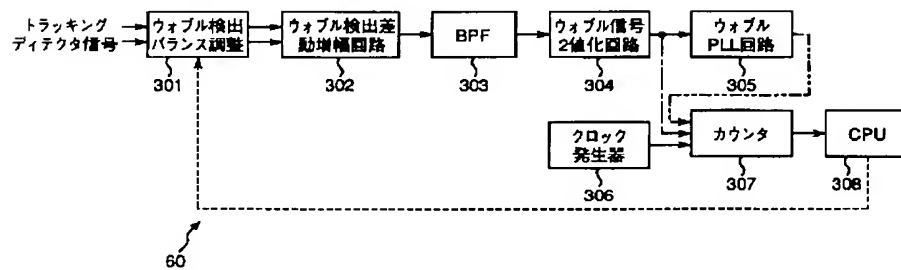 トラッキング
ディテクタ信号
ウォブル検出
バランス調整
301
ウォブル検出差
動増幅回路
302
BPF
303
ウォブル信号
2値化回路
304
ウォブル
PLL回路
305
クロック
発生器
306
カウンタ
307
CPU
308
60